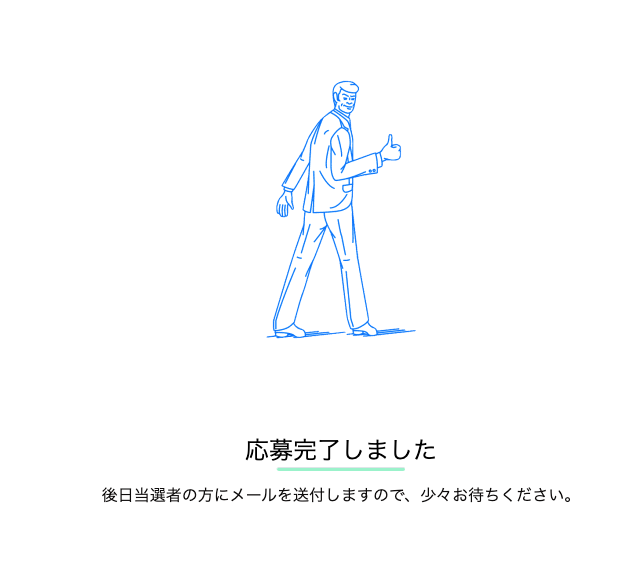 応募完了しました
後日当選者の方にメールを送付しますので、少々お待ちください。